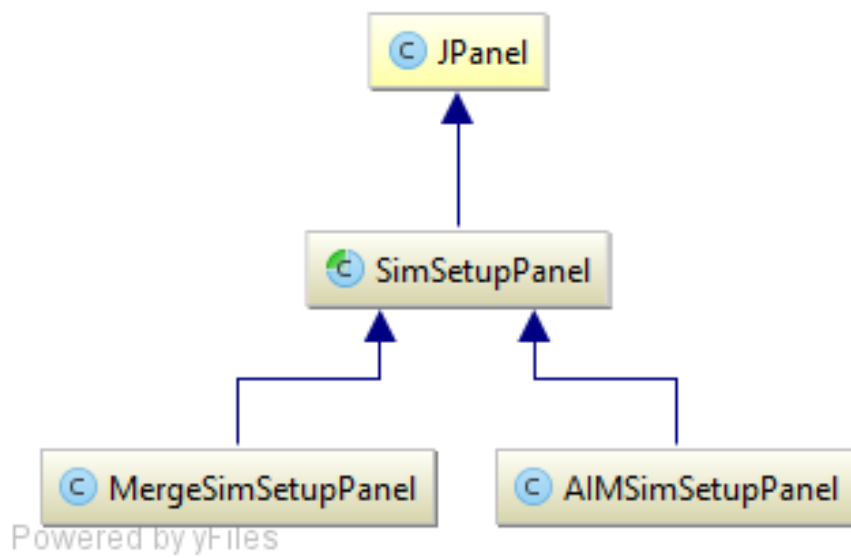 C JPanel
C SimSetupPanel
C MergeSimSetupPanel
C AIMSimSetupPanel
Powered by yFiles